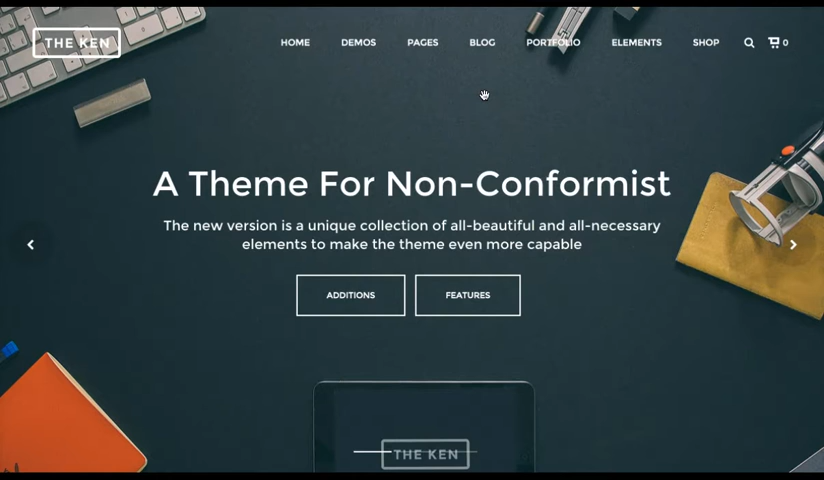 THE KEN
HOME DEMOS PAGES BLOG PORTFOLIO ELEMENTS SHOP 0
A Theme For Non-Conformist
The new version is a unique collection of all-beautiful and all-necessary
elements to make the theme even more capable
ADDITIONS FEATURES
THE KEN